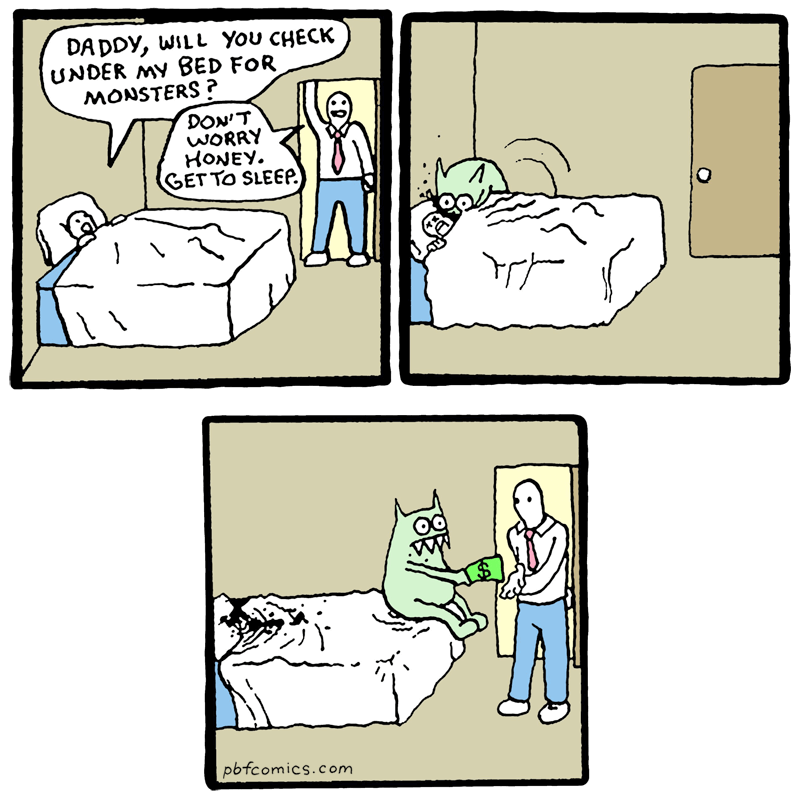 DADDY, WILL YOU CHECK
UNDER MY BED FOR
MONSTERS?
DON'T
WORRY
HONEY.
GET TO SLEEP.
$
pbfcomics.com